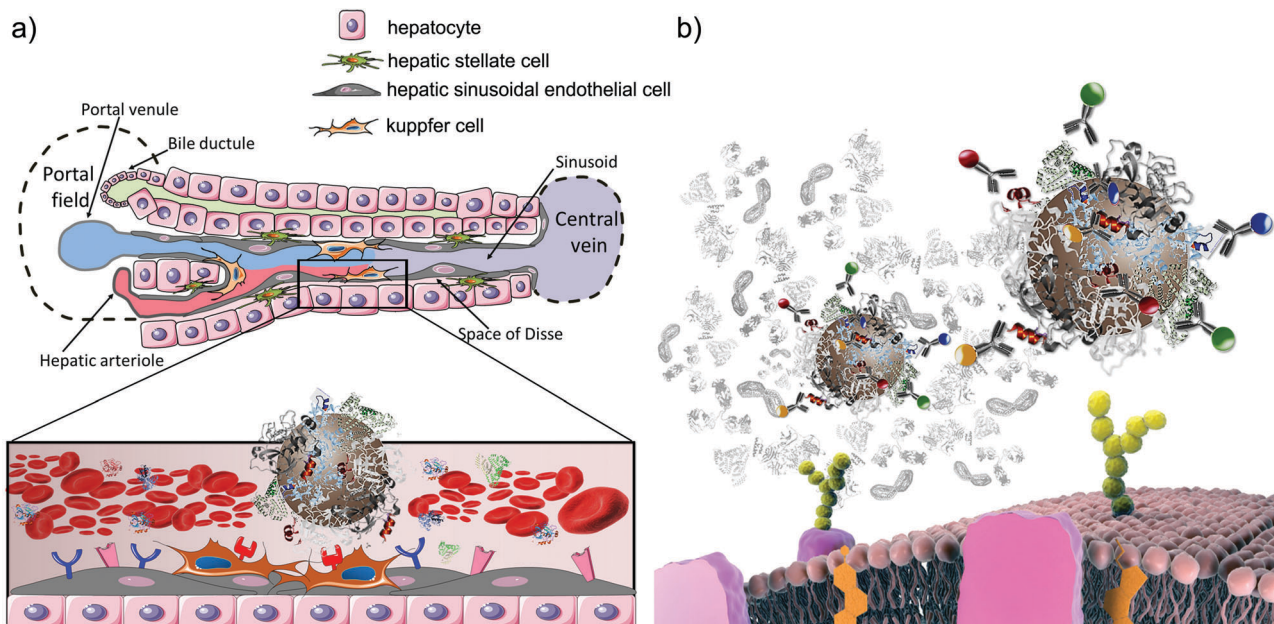 a)
hepatocyte
hepatic stellate cell
hepatic sinusoidal endothelial cell
kuppfer cell
Portal venule
Bile ductule
Portal
field
Sinusoid
Central
vein
Space of Disse
Hepatic arteriole
b)